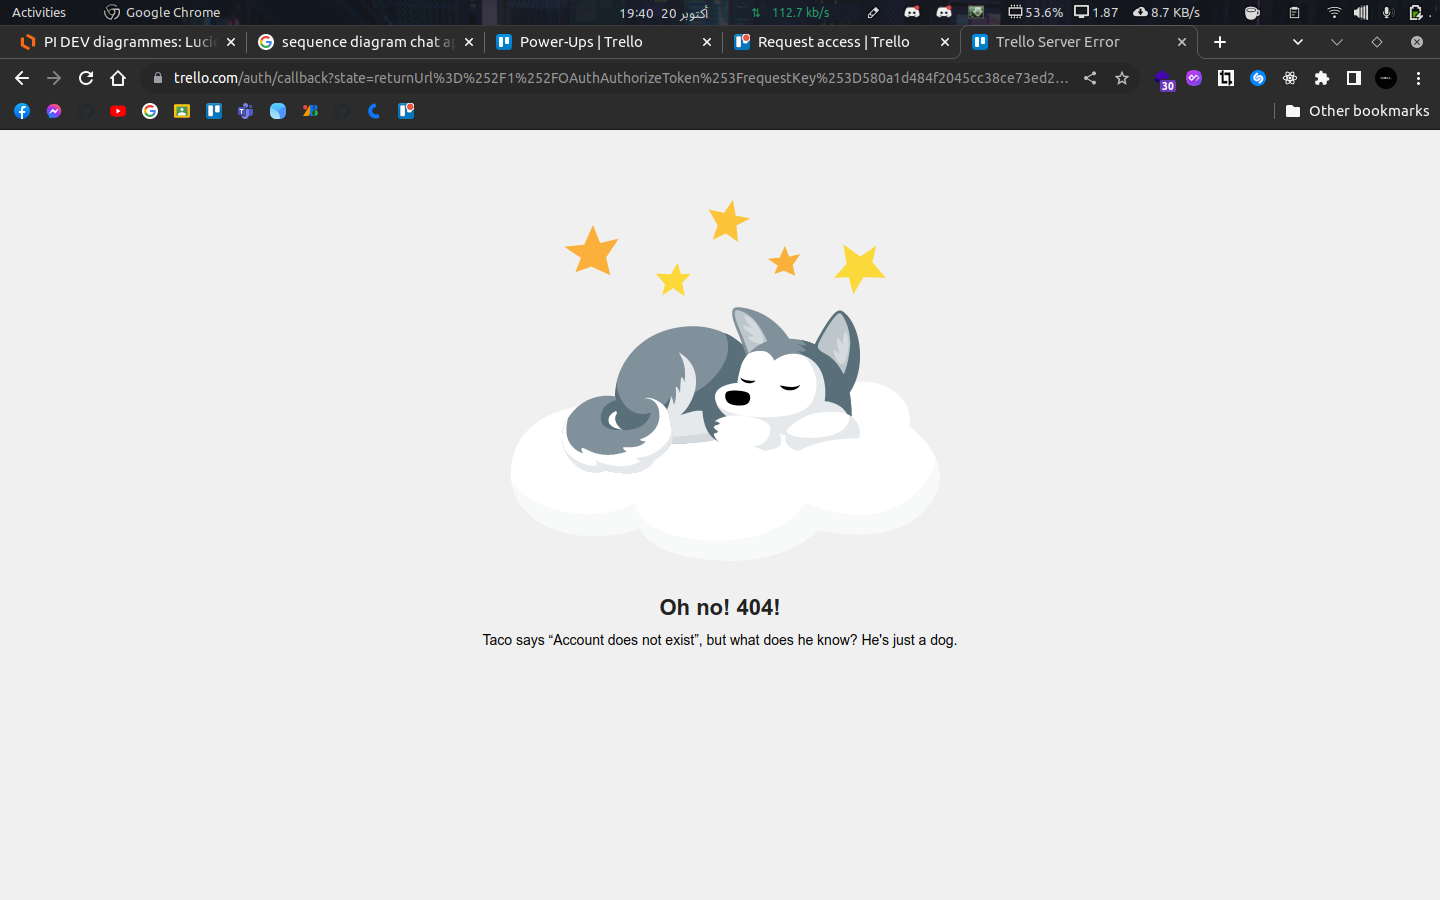 Activities Google Chrome 19:40 20 أكتوبر 112.7 kb/s 53.6% 1.87 8.7 KB/s
PI DEV diagrammes: Luci sequence diagram chat ap Power-Ups | Trello Request access | Trello Trello Server Error
trello.com/auth/callback?state=returnUrl%3D%252F1%252FOAuthAuthorizeToken%253FrequestKey%253D580a1d484f2045cc38ce73ed2… 30
Other bookmarks
Oh no! 404!
Taco says “Account does not exist”, but what does he know? He's just a dog.